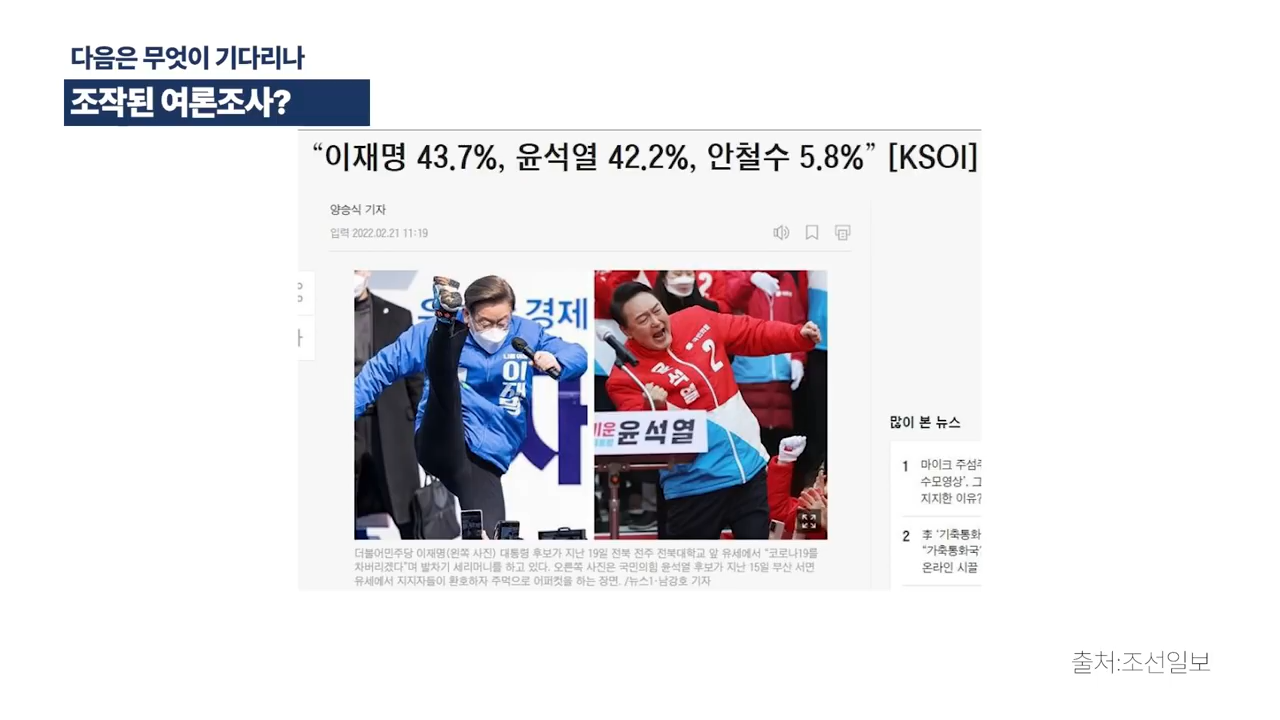 다음은 무엇이 기다리나
조작된 여론조사?
“이재명 43.7%, 윤석열 42.2%, 안철수 5.8%” [KSOI]
양승식 기자
입력 2022.02.21 11:19
경제
이재명
2
윤석열
윤석열
많이 본 뉴스
1 마이크 주섬주
수모영상’, 그
지지한 이유?
2 李 ‘가축통화
“가축통화국’
온라인 시끌
더불어민주당 이재명(왼쪽 사진) 대통령 후보가 지난 19일 전북 전주 전북대학교 앞 유세에서 “코로나19를
차버리겠다”며 발차기 세리머니를 하고 있다. 오른쪽 사진은 국민의힘 윤석열 후보가 지난 15일 부산 서면
유세에서 지지자들이 환호하자 주먹으로 어퍼컷을 하는 장면. /뉴스1·남강호 기자
출처:조선일보